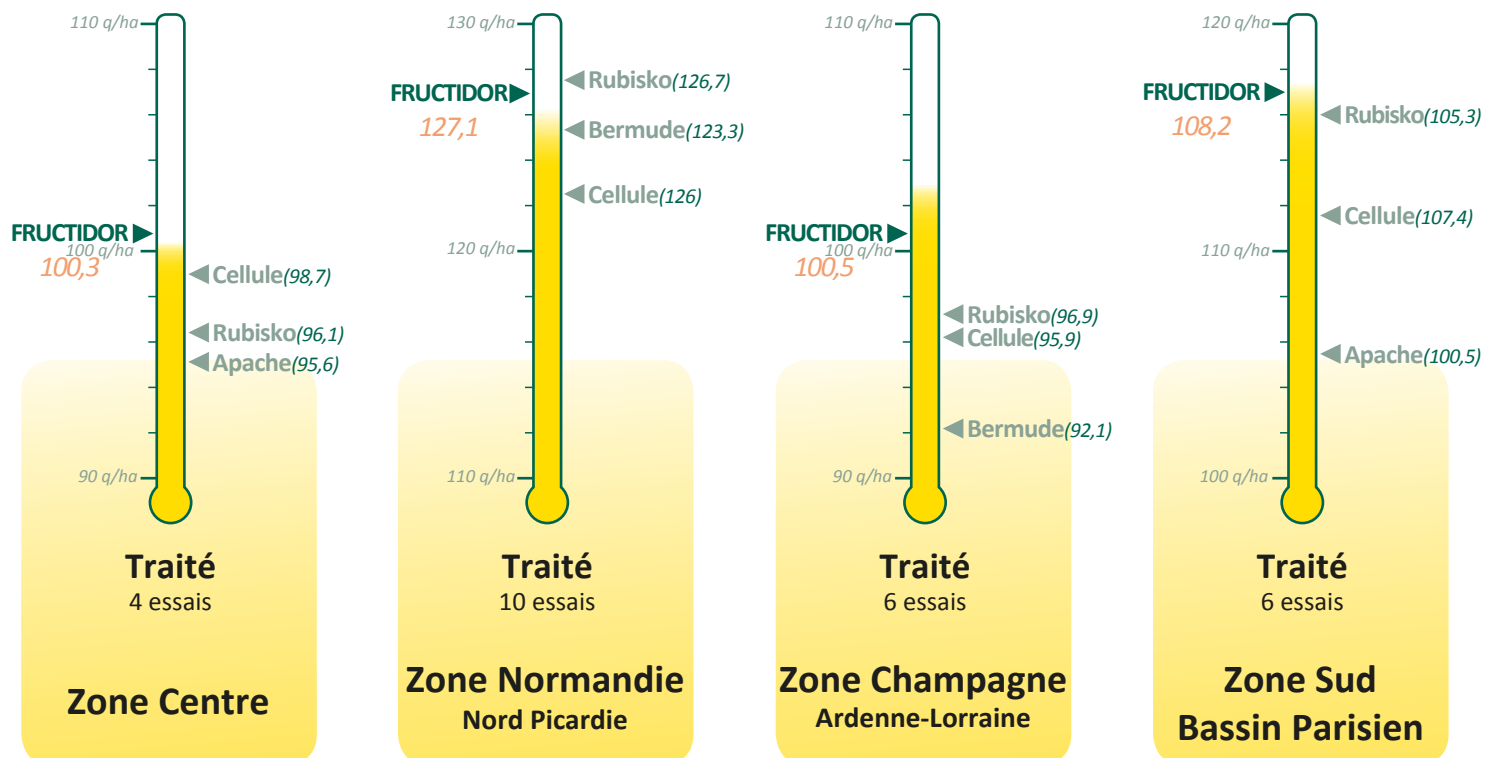 110 q/ha
FRUCTIDOR
100 q/ha
100,3
Cellule(98,7)
Rubisko(96,1)
Apache(95,6)
90 q/ha
Traité
4 essais
Zone Centre
130 q/ha
Rubisko(126,7)
FRUCTIDOR
127,1
Bermude(123,3)
Cellule(126)
120 q/ha
110 q/ha
Traité
10 essais
Zone Normandie
Nord Picardie
110 q/ha
FRUCTIDOR
100 q/ha
100,5
Rubisko(96,9)
Cellule(95,9)
Bermude(92,1)
90 q/ha
Traité
6 essais
Zone Champagne
Ardenne-Lorraine
120 q/ha
FRUCTIDOR
108,2
Rubisko(105,3)
Cellule(107,4)
110 q/ha
Apache(100,5)
100 q/ha
Traité
6 essais
Zone Sud
Bassin Parisien